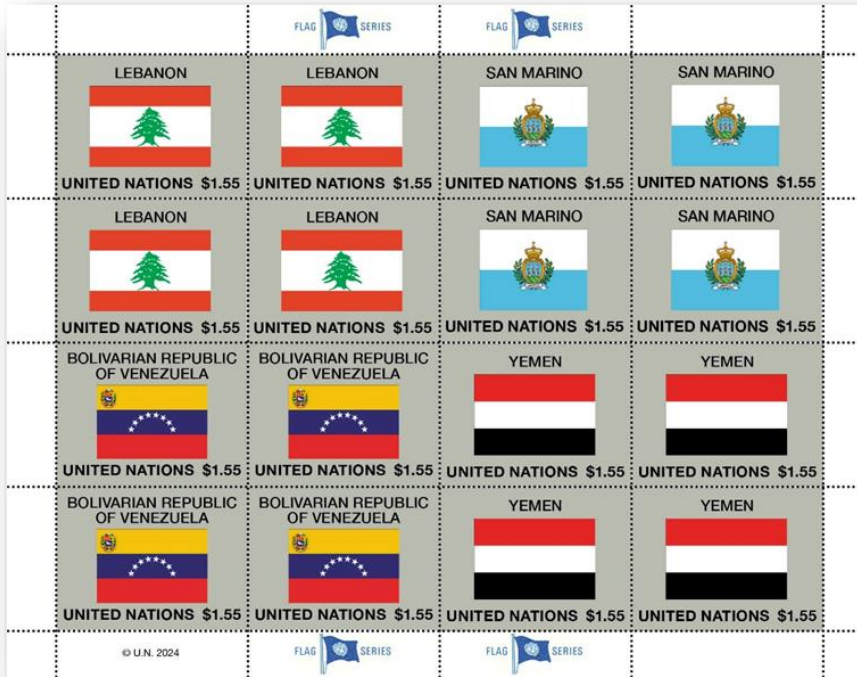 FLAG SERIES FLAG SERIES
LEBANON LEBANON SAN MARINO SAN MARINO
UNITED NATIONS $1.55 UNITED NATIONS $1.55 UNITED NATIONS $1.55 UNITED NATIONS $1.55
LEBANON LEBANON SAN MARINO SAN MARINO
UNITED NATIONS $1.55 UNITED NATIONS $1.55 UNITED NATIONS $1.55 UNITED NATIONS $1.55
BOLIVARIAN REPUBLIC BOLIVARIAN REPUBLIC YEMEN YEMEN
OF VENEZUELA OF VENEZUELA
UNITED NATIONS $1.55 UNITED NATIONS $1.55 UNITED NATIONS $1.55 UNITED NATIONS $1.55
BOLIVARIAN REPUBLIC BOLIVARIAN REPUBLIC YEMEN YEMEN
OF VENEZUELA OF VENEZUELA
UNITED NATIONS $1.55 UNITED NATIONS $1.55 UNITED NATIONS $1.55 UNITED NATIONS $1.55
© U.N. 2024 FLAG SERIES FLAG SERIES